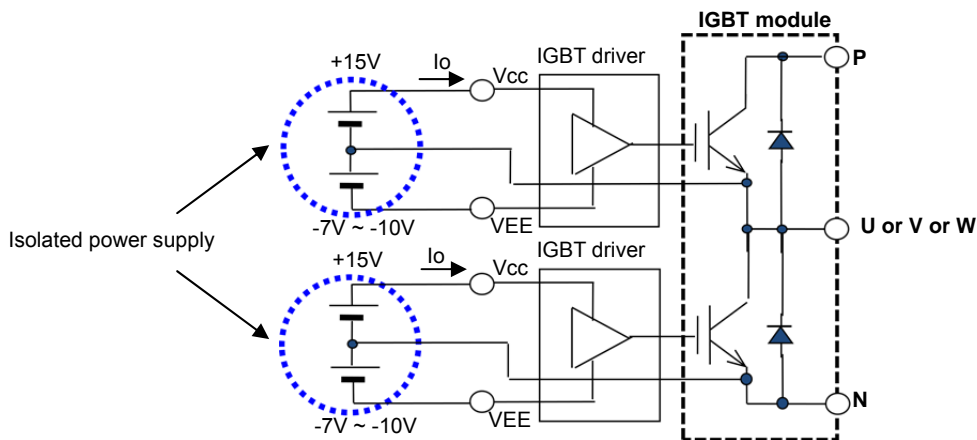 IGBT module
IGBT driver
+15V
Io
Vcc
P
-7V ~ -10V
VEE
U or V or W
Isolated power supply
+15V
Io
Vcc
IGBT driver
-7V ~ -10V
VEE
N